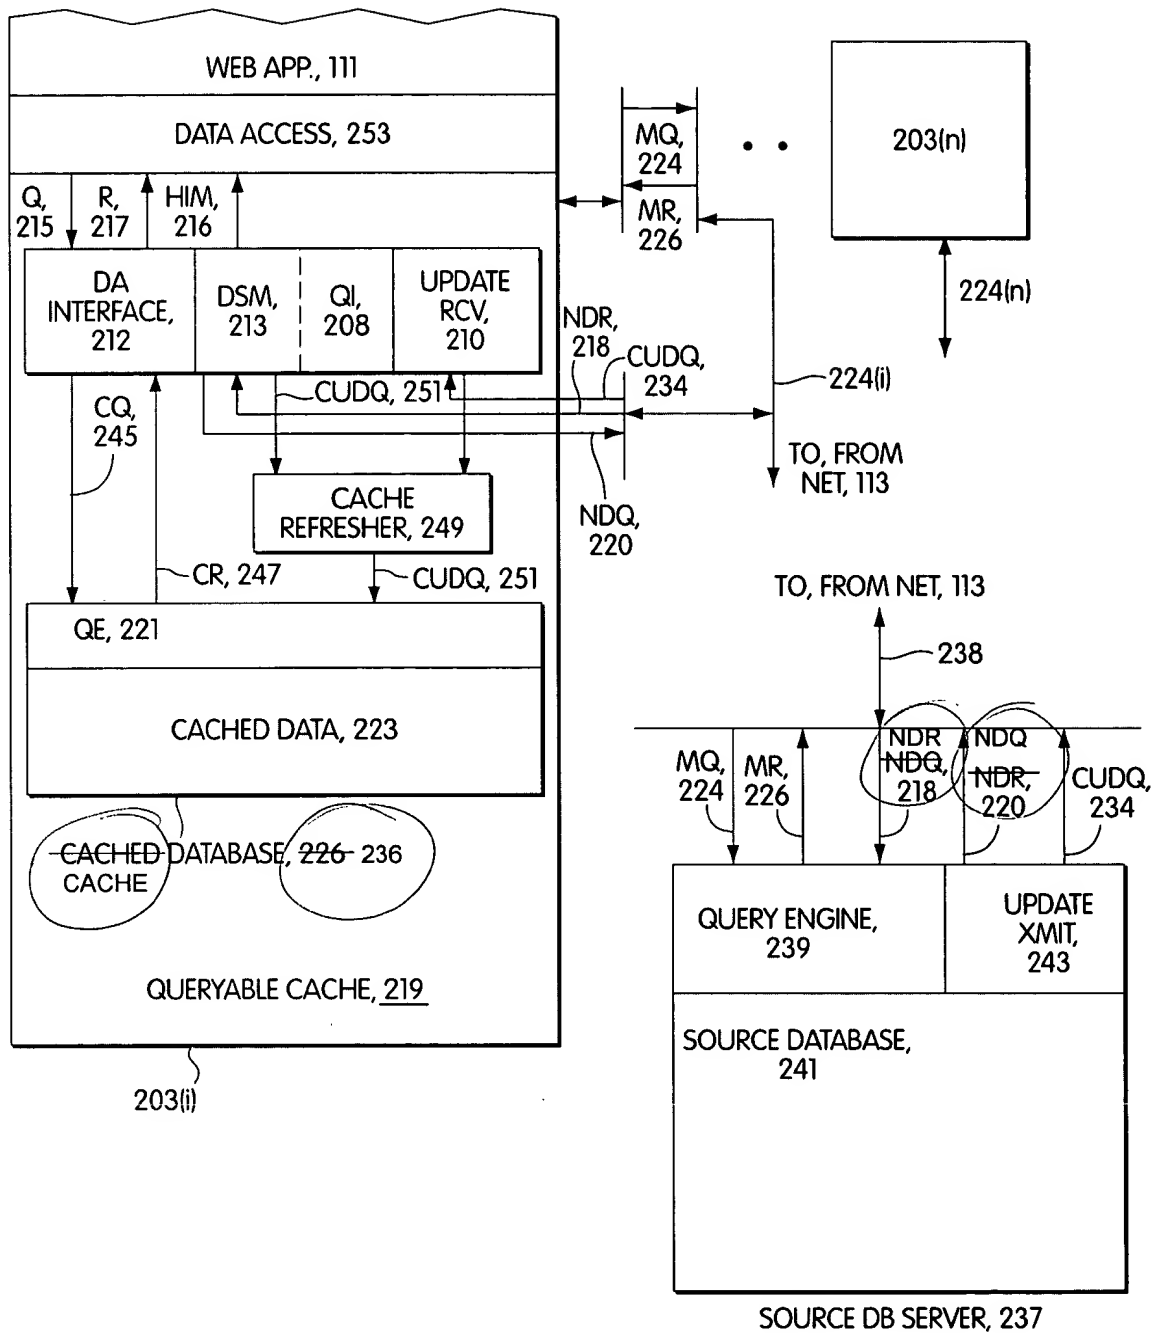 WEB APP., 111
DATA ACCESS, 253
Q,
215
R,
217
HIM,
216
DA
INTERFACE,
212
DSM,
213
QI,
208
UPDATE
RCV,
210
CUDQ, 251
CQ,
245
CACHE
REFRESHER, 249
CR, 247
CUDQ, 251
QE, 221
CACHED DATA, 223
CACHED DATABASE, 226 236
CACHE
QUERYABLE CACHE, 219
203(i)
MQ,
224
MR,
226
203(n)
224(n)
NDR,
218
CUDQ,
234
224(i)
NDQ,
220
TO, FROM
NET, 113
TO, FROM NET, 113
238
MQ,
224
MR,
226
NDR
NDQ,
218
NDQ
NDR,
220
CUDQ,
234
QUERY ENGINE,
239
UPDATE
XMIT,
243
SOURCE DATABASE,
241
SOURCE DB SERVER, 237